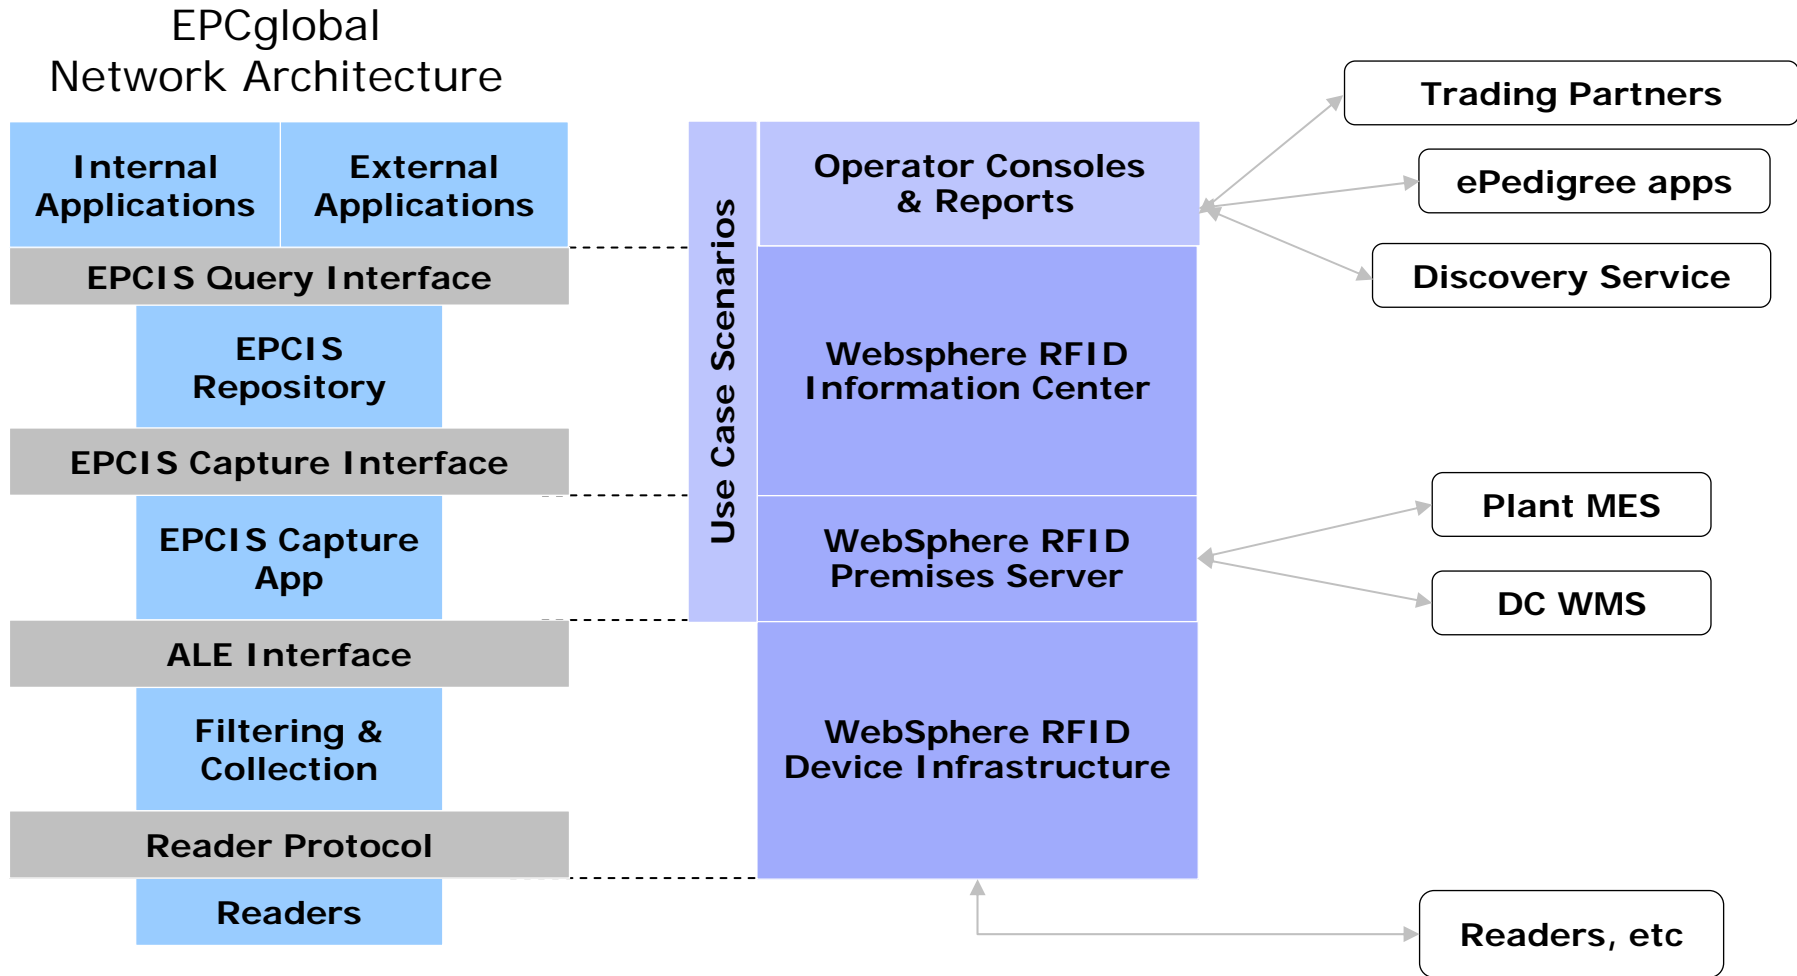 EPCglobal
Network Architecture
Internal
Applications
External
Applications
EPCIS Query Interface
EPCIS
Repository
EPCIS Capture Interface
EPCIS Capture
App
ALE Interface
Filtering &
Collection
Reader Protocol
Readers
Use Case Scenarios
Operator Consoles
& Reports
Websphere RFID
Information Center
WebSphere RFID
Premises Server
WebSphere RFID
Device Infrastructure
Trading Partners
ePedigree apps
Discovery Service
Plant MES
DC WMS
Readers, etc